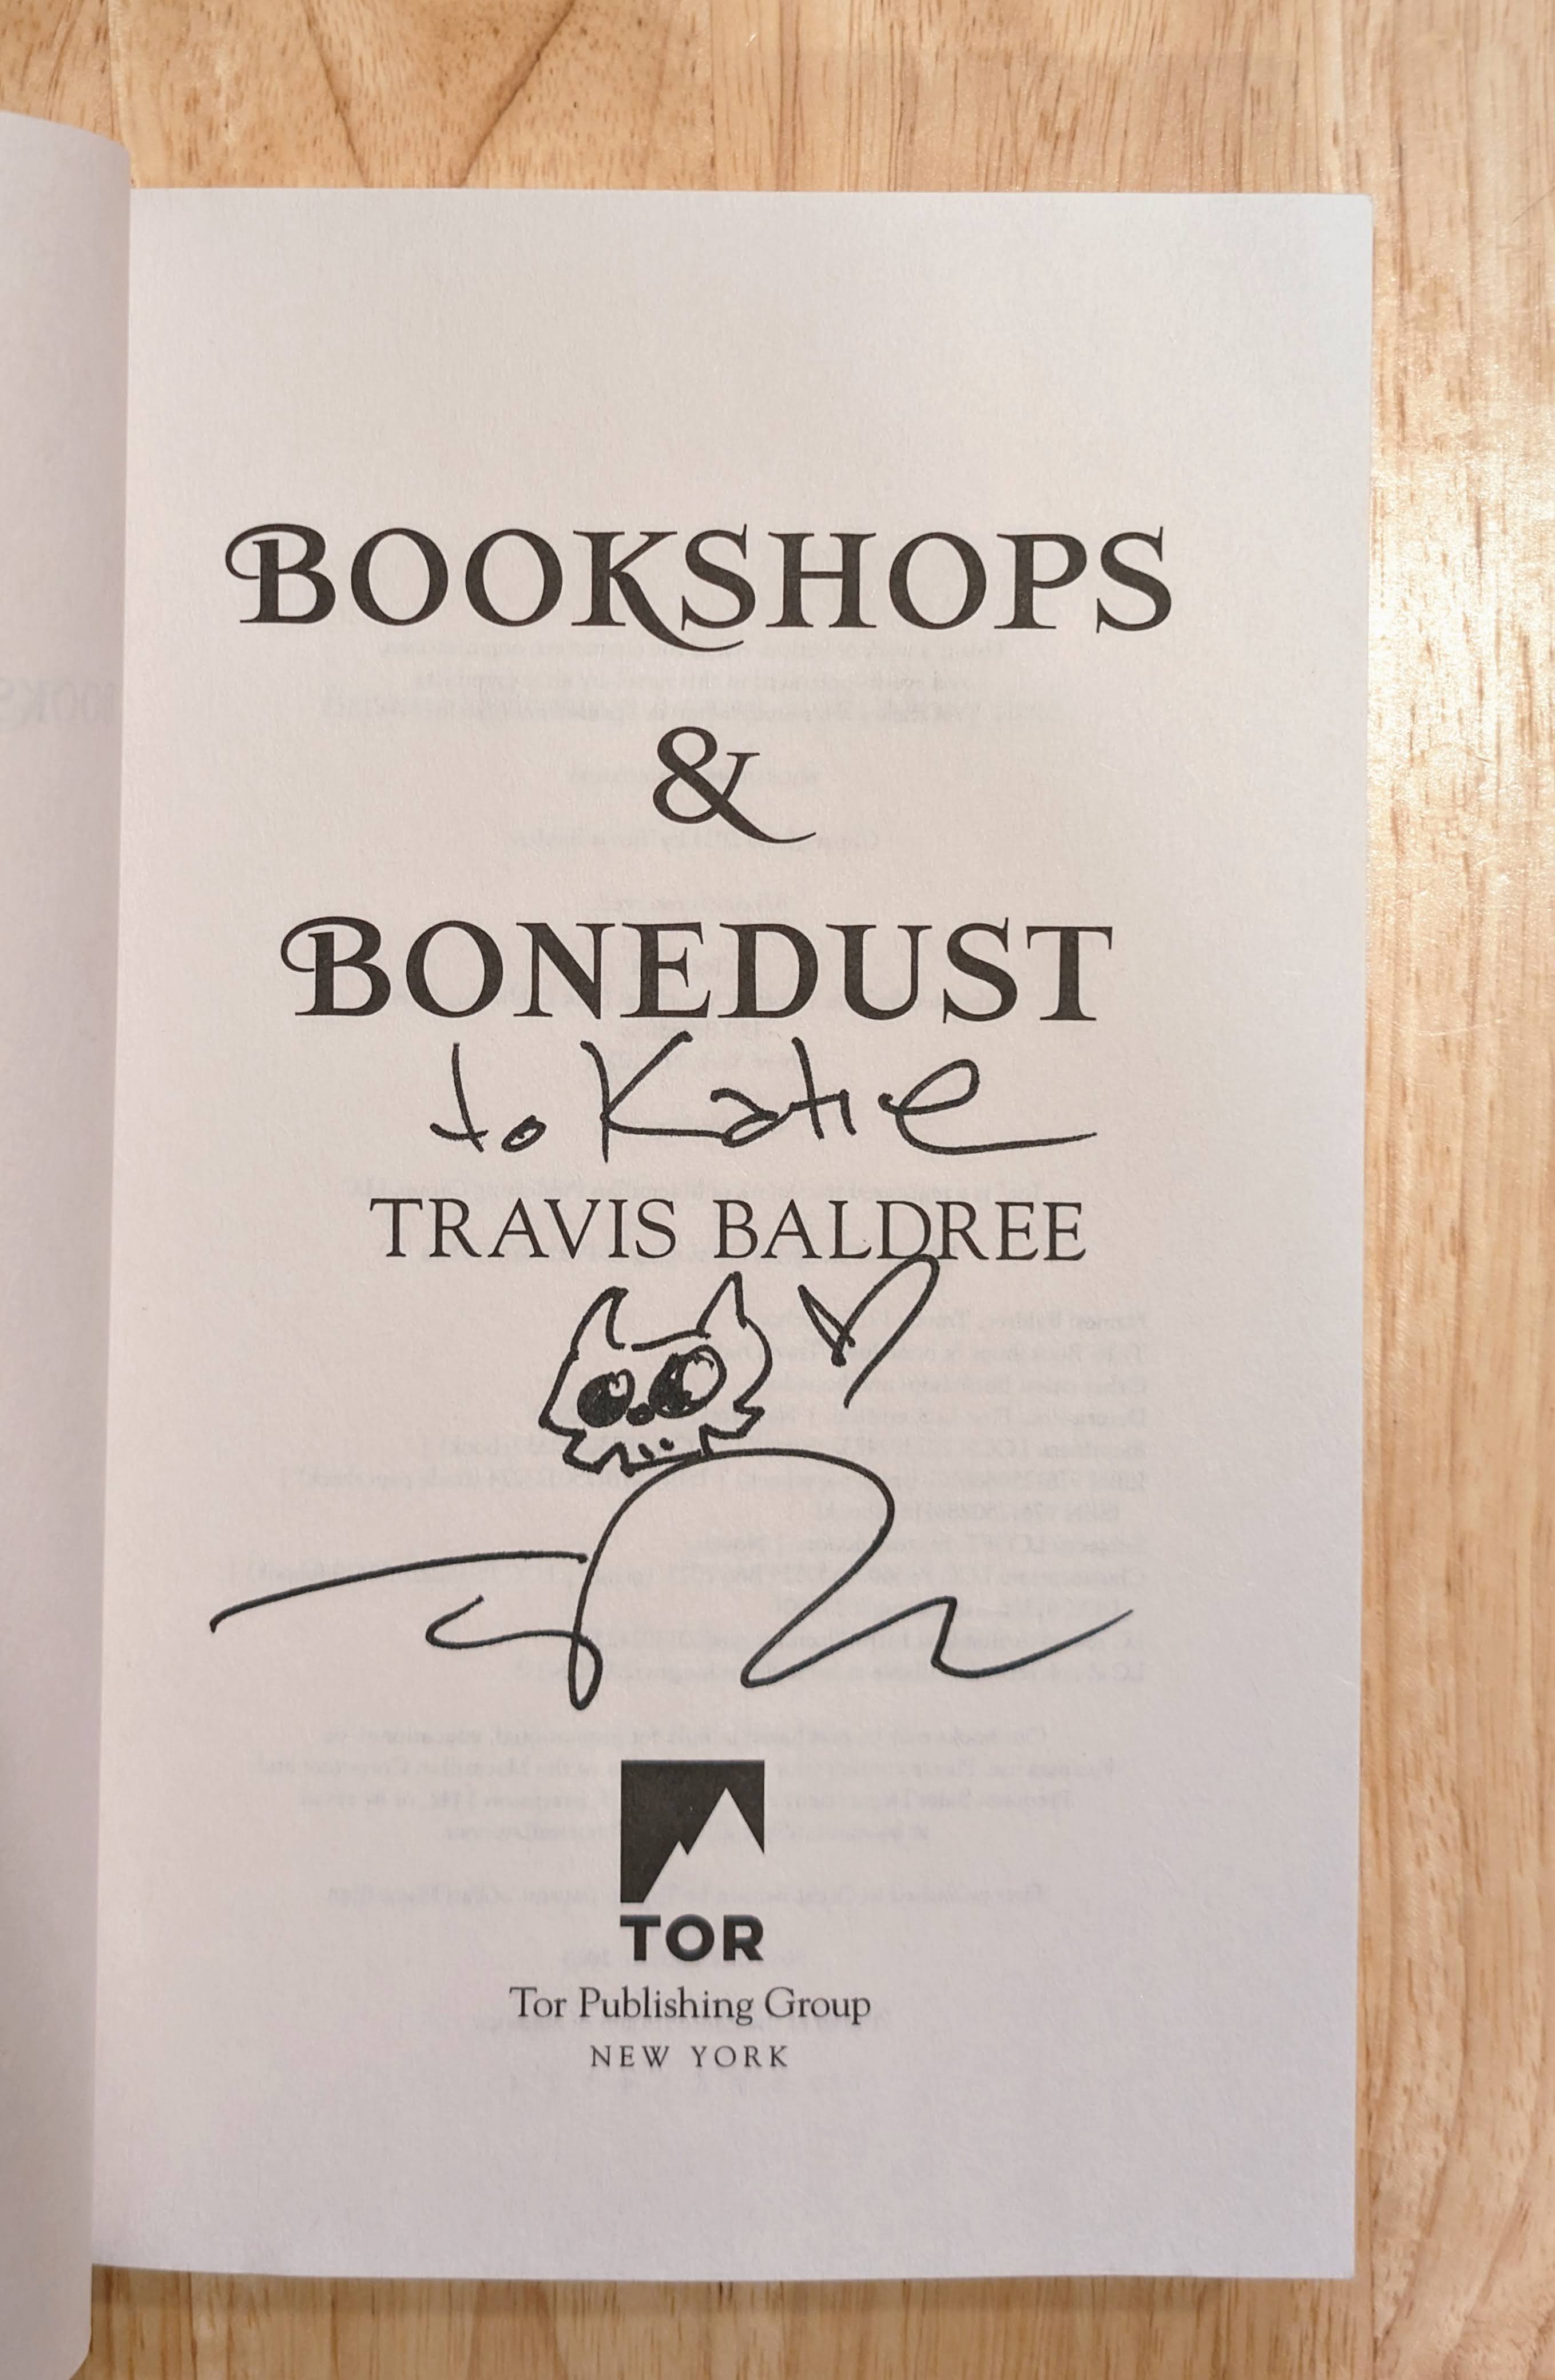 BOOKSHOPS
&
BONEDUST
to Katie
TRAVIS BALDREE
TOR
Tor Publishing Group
NEW YORK